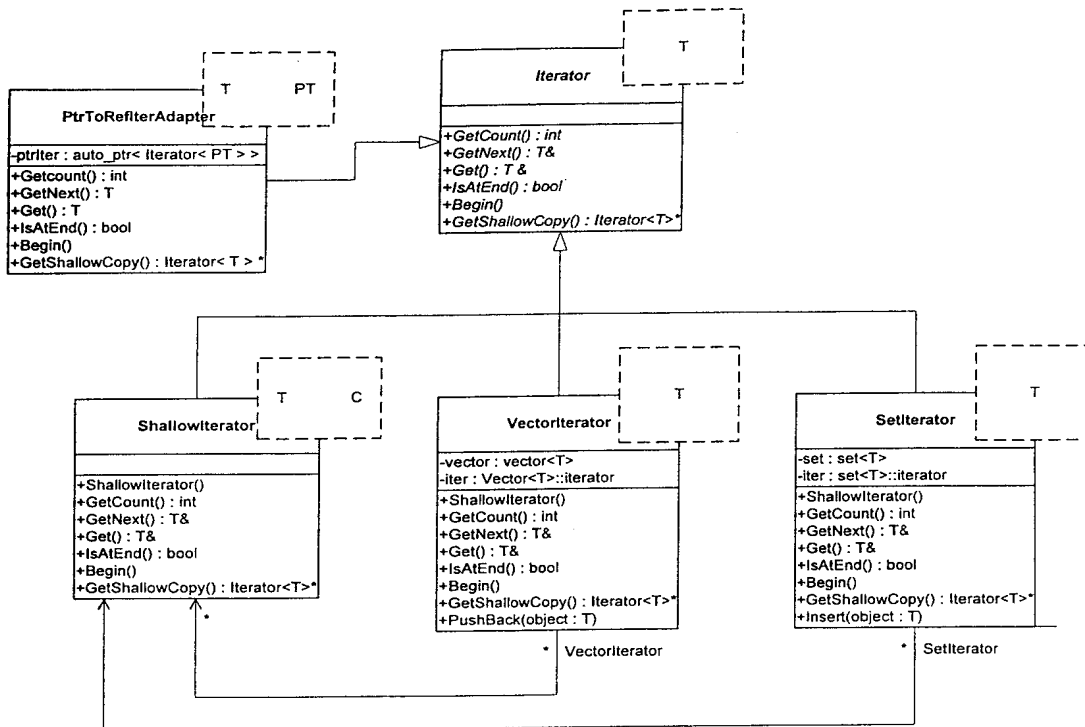 T PT
PtrToRefIterAdapter
-ptrIter : auto_ptr< Iterator< PT > >
+Getcount() : int
+GetNext() : T
+Get() : T
+IsAtEnd() : bool
+Begin()
+GetShallowCopy() : Iterator< T > *
T
Iterator
+GetCount() : int
+GetNext() : T&
+Get() : T &
+IsAtEnd() : bool
+Begin()
+GetShallowCopy() : Iterator<T>*
T C
ShallowIterator
+ShallowIterator()
+GetCount() : int
+GetNext() : T&
+Get() : T&
+IsAtEnd() : bool
+Begin()
+GetShallowCopy() : Iterator<T>*
*
T
VectorIterator
-vector : vector<T>
-iter : Vector<T>::iterator
+ShallowIterator()
+GetCount() : int
+GetNext() : T&
+Get() : T&
+IsAtEnd() : bool
+Begin()
+GetShallowCopy() : Iterator<T>*
+PushBack(object : T)
* VectorIterator
T
SetIterator
-set : set<T>
-iter : set<T>::iterator
+ShallowIterator()
+GetCount() : int
+GetNext() : T&
+Get() : T&
+IsAtEnd() : bool
+Begin()
+GetShallowCopy() : Iterator<T>*
+Insert(object : T)
* SetIterator